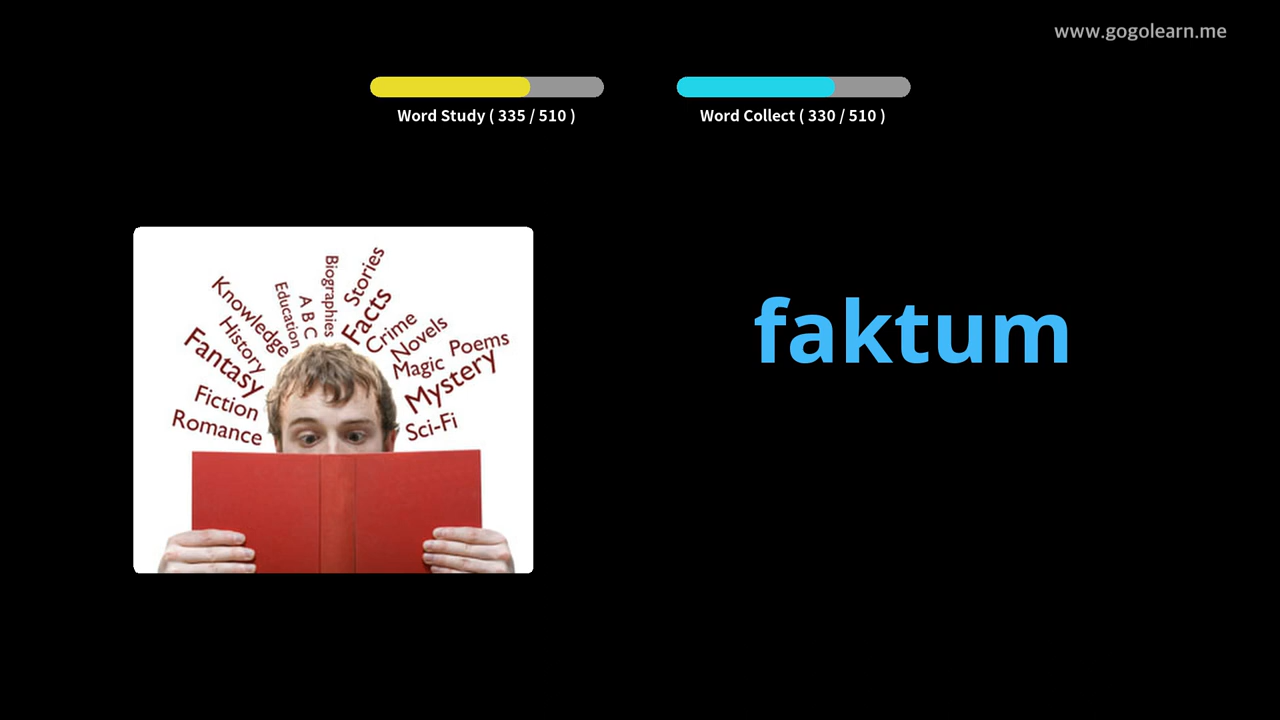 www.gogolearn.me
Word Study ( 335 / 510 )
Word Collect ( 330 / 510 )
Knowledge
History
Fantasy
Fiction
Romance
Education
A B C
Biographies
Stories
Facts
Crime
Novels
Magic
Poems
Mystery
Sci-Fi
faktum